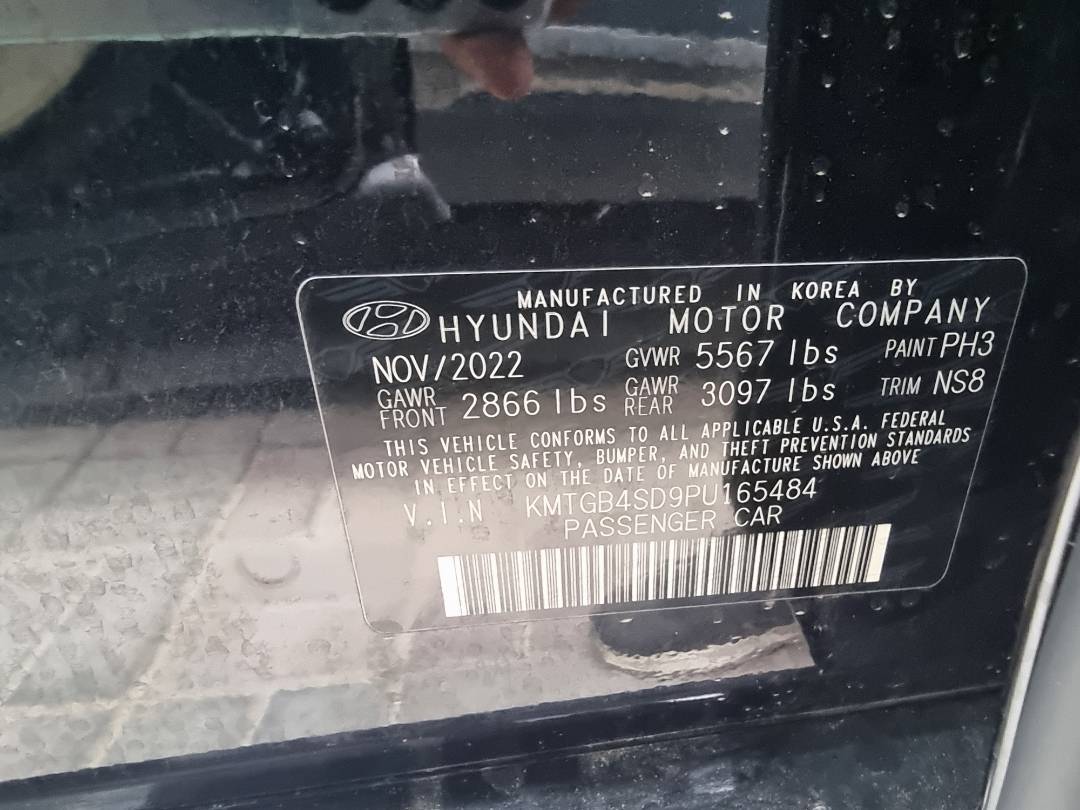 MANUFACTURED IN KOREA BY
HYUNDAI MOTOR COMPANY
NOV/2022 GVWR 5567 lbs PAINT PH3
GAWR FRONT 2866 lbs GAWR REAR 3097 lbs TRIM NS8
THIS VEHICLE CONFORMS TO ALL APPLICABLE U.S.A. FEDERAL
MOTOR VEHICLE SAFETY, BUMPER, AND THEFT PREVENTION STANDARDS
IN EFFECT ON THE DATE OF MANUFACTURE SHOWN ABOVE
V.I.N KMTGB4SD9PU165484
PASSENGER CAR